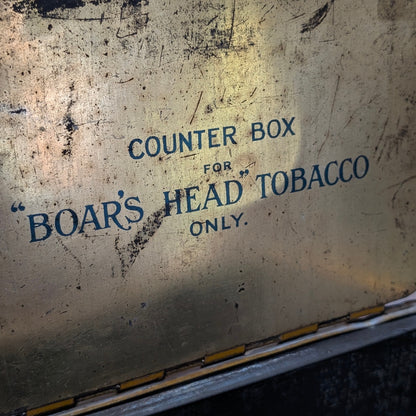 COUNTER BOX
FOR
"BOAR'S HEAD" TOBACCO
ONLY.